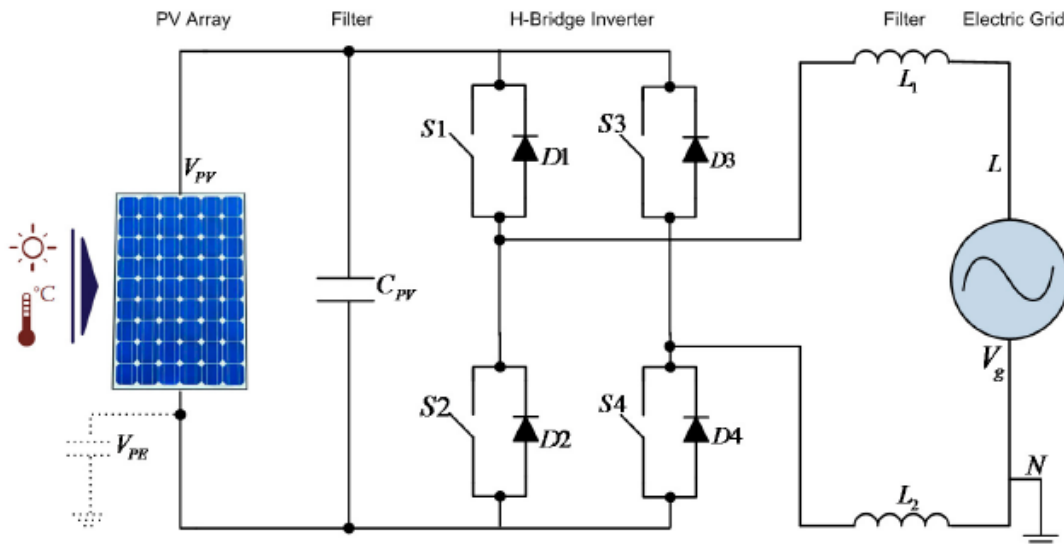 PV Array
Filter
H-Bridge Inverter
Filter
Electric Grid
L1
S1
D1
S3
D3
VPV
L
°C
CPV
Vg
S2
D2
S4
D4
VPE
N
L2